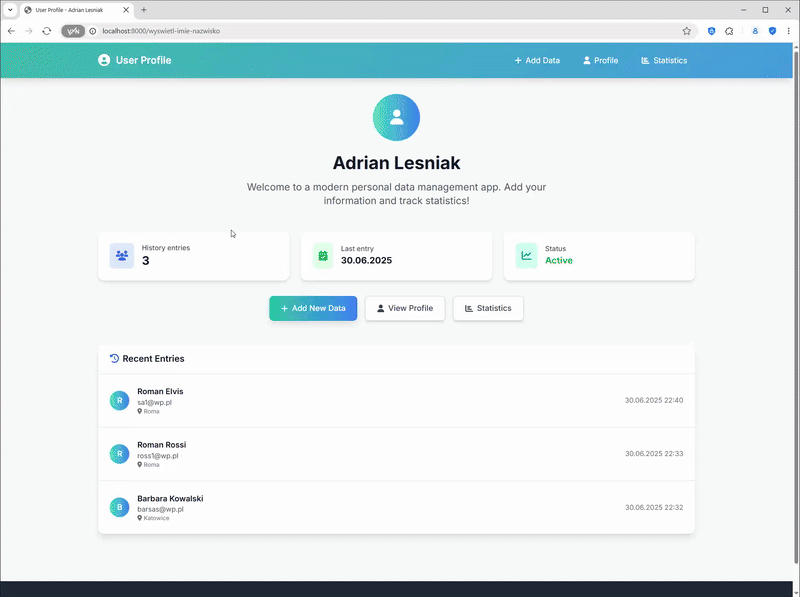 User Profile - Adrian Lesniak
VPN
localhost:8000/wyswietl-imie-nazwisko
User Profile
Add Data
Profile
Statistics
Adrian Lesniak
Welcome to a modern personal data management app. Add your
information and track statistics!
History entries
3
Last entry
30.06.2025
Status
Active
Add New Data
View Profile
Statistics
Recent Entries
R
Roman Elvis
sa1@wp.pl
Roma
30.06.2025 22:40
R
Roman Rossi
ross1@wp.pl
Roma
30.06.2025 22:33
B
Barbara Kowalski
barsas@wp.pl
Katowice
30.06.2025 22:32